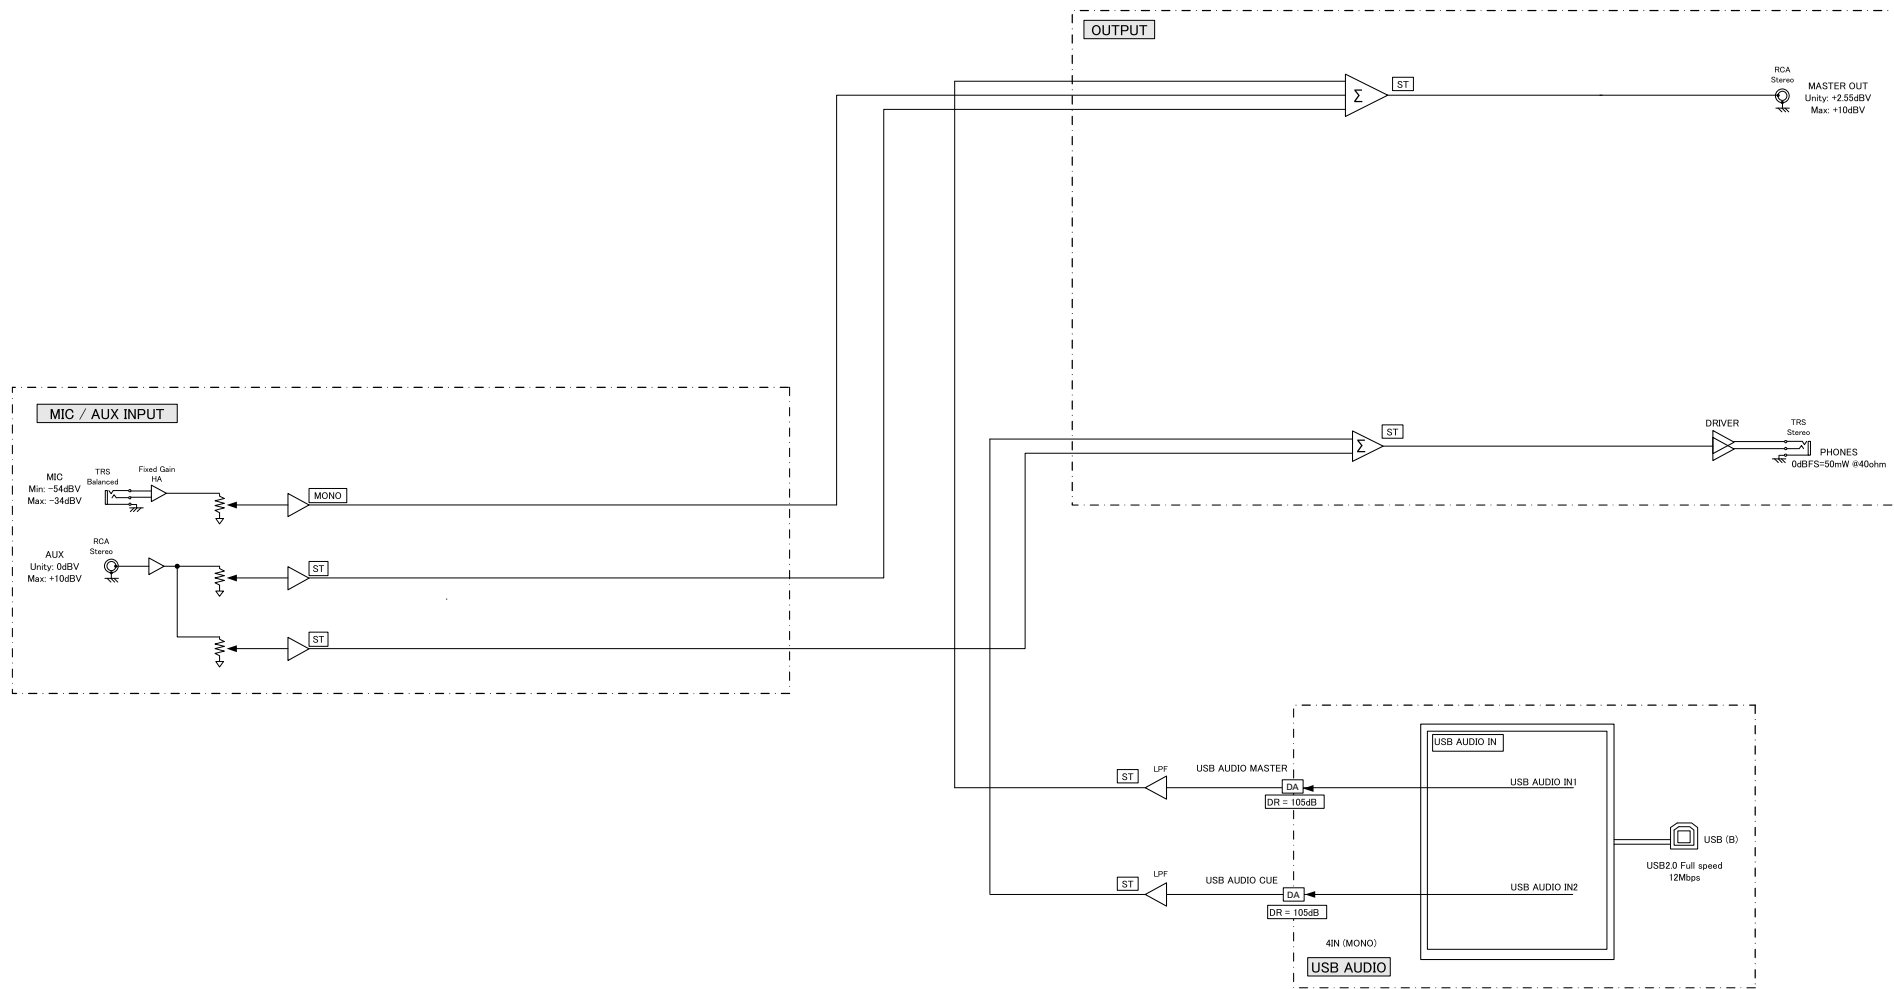 OUTPUT
ST
RCA
Stereo
MASTER OUT
Unity: +2.55dBV
Max: +10dBV
Σ
MIC / AUX INPUT
MIC
Min: −54dBV
Max: −34dBV
TRS
Balanced
Fixed Gain
HA
MONO
AUX
Unity: 0dBV
Max: +10dBV
RCA
Stereo
ST
ST
Σ
ST
DRIVER
TRS
Stereo
PHONES
0dBFS=50mW @40ohm
USB AUDIO IN
ST
LPF
USB AUDIO MASTER
DA
DR = 105dB
USB AUDIO IN1
USB (B)
USB2.0 Full speed
12Mbps
ST
LPF
USB AUDIO CUE
DA
DR = 105dB
USB AUDIO IN2
4IN (MONO)
USB AUDIO